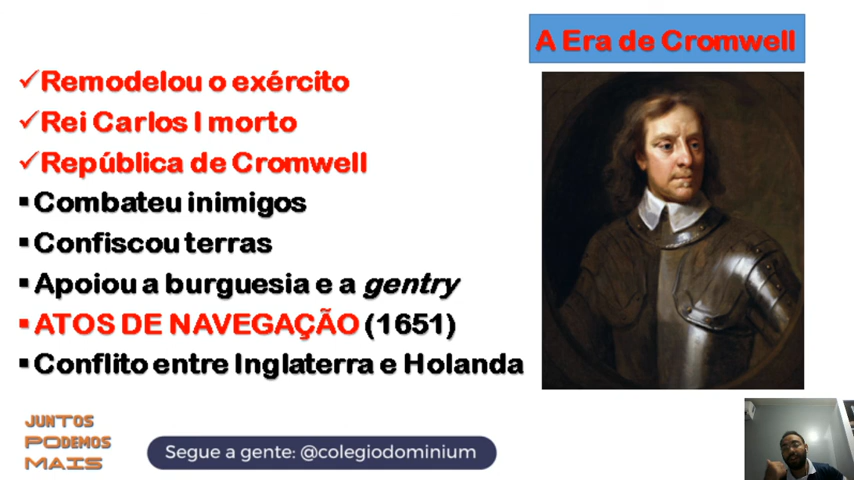 A Era de Cromwell
Remodelou o exército
Rei Carlos I morto
República de Cromwell
Combateu inimigos
Confiscou terras
Apoiou a burguesia e a gentry
ATOS DE NAVEGAÇÃO (1651)
Conflito entre Inglaterra e Holanda
JUNTOS
PODEMOS
MAIS
Segue a gente: @colegiodominium